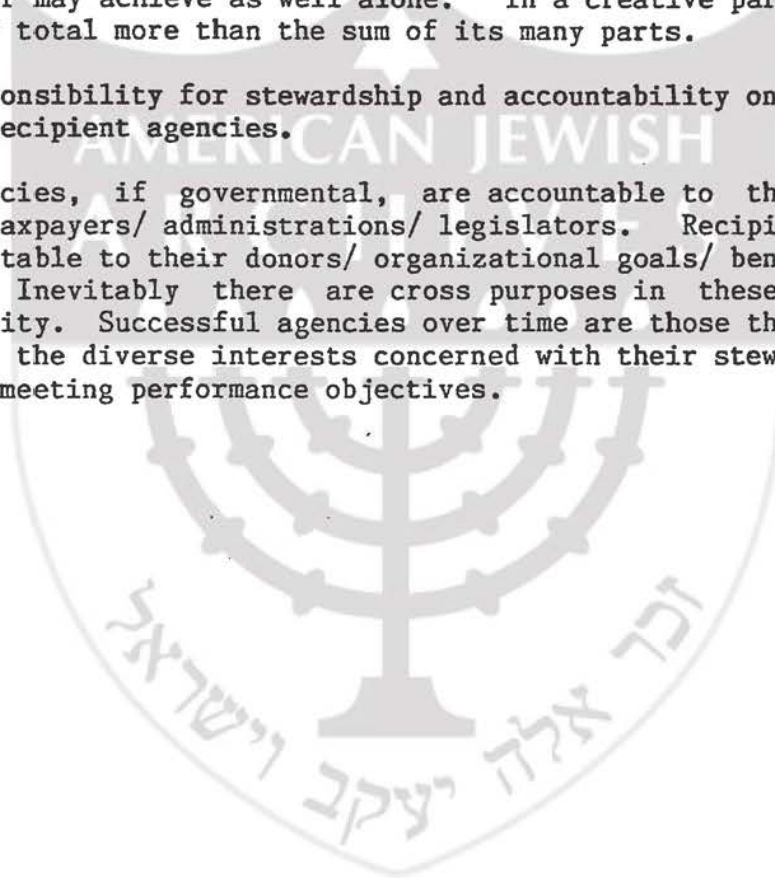 r may achieve as well alone. In a creative par
total more than the sum of its many parts.
onsibility for stewardship and accountability on
ecipient agencies.
AMERICAN JEWISH
cies, if governmental, are accountable to th
ARCHIVES
axpayers/ administrations/ legislators. Recipi
table to their donors/ organizational goals/ ben
Inevitably there are cross purposes in these
ity. Successful agencies over time are those th
the diverse interests concerned with their stew
meeting performance objectives.
זכר אלה יעקב וישראל